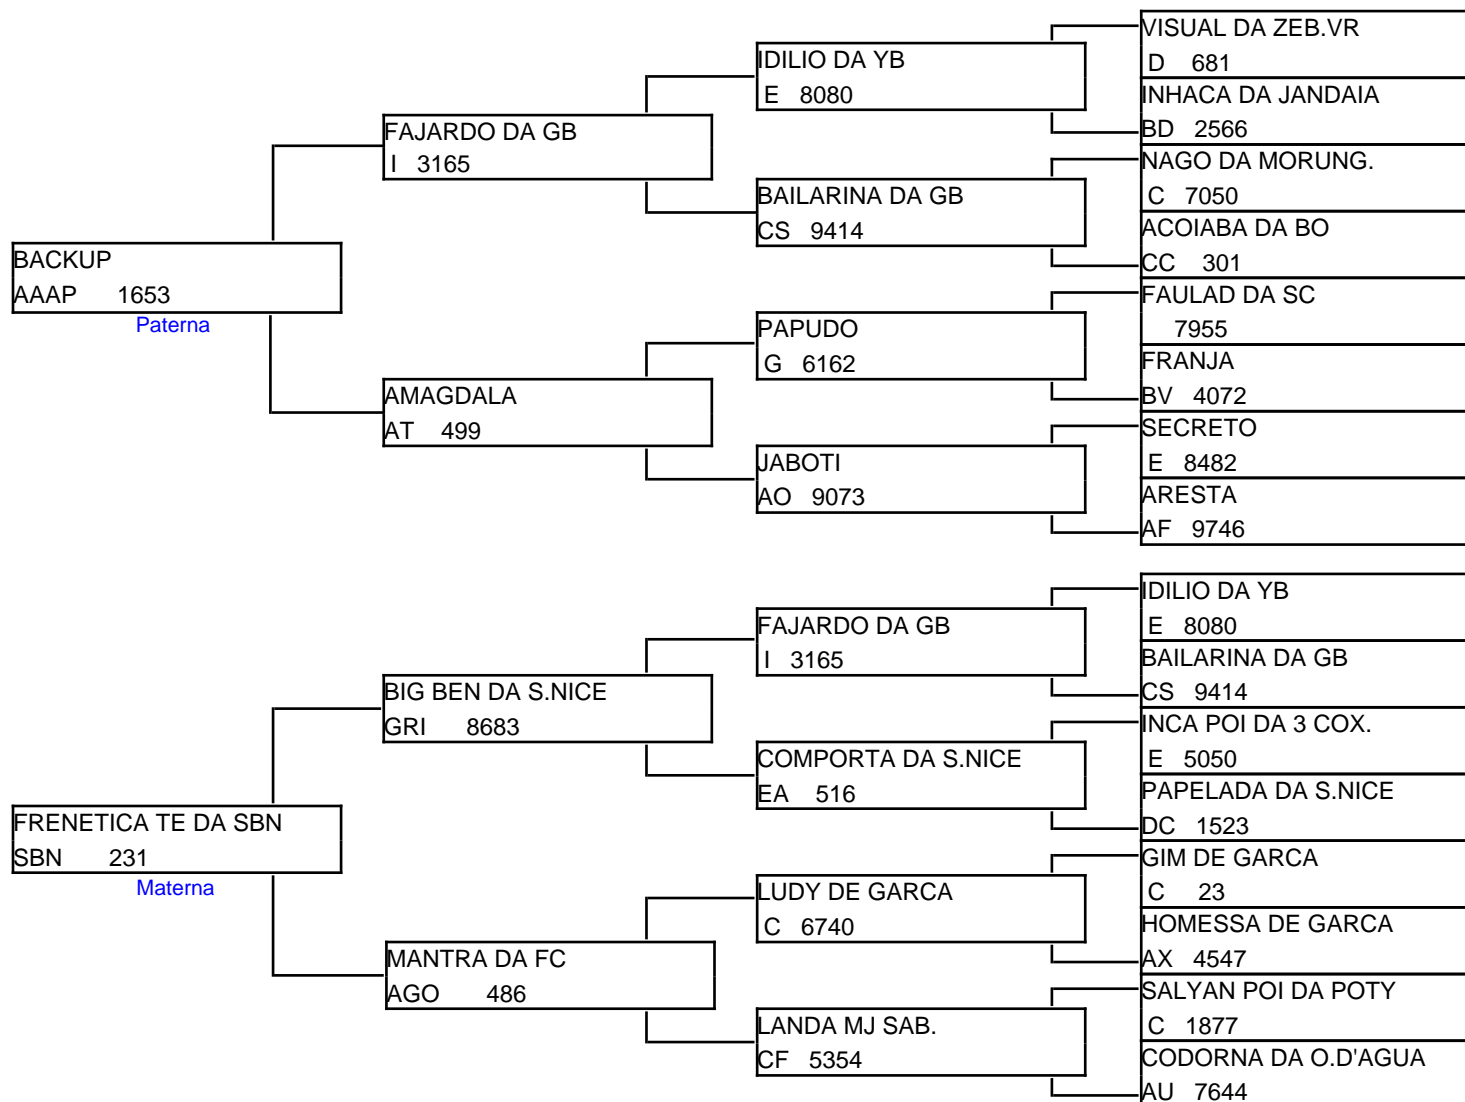 VISUAL DA ZEB.VR
D 681
IDILIO DA YB
E 8080
INHACA DA JANDAIA
BD 2566
FAJARDO DA GB
I 3165
NAGO DA MORUNG.
C 7050
BAILARINA DA GB
CS 9414
ACOIABA DA BO
CC 301
BACKUP
AAAP 1653
Paterna
FAULAD DA SC
7955
PAPUDO
G 6162
FRANJA
BV 4072
AMAGDALA
AT 499
SECRETO
E 8482
JABOTI
AO 9073
ARESTA
AF 9746
IDILIO DA YB
E 8080
FAJARDO DA GB
I 3165
BAILARINA DA GB
CS 9414
BIG BEN DA S.NICE
GRI 8683
INCA POI DA 3 COX.
E 5050
COMPORTA DA S.NICE
EA 516
PAPELADA DA S.NICE
DC 1523
FRENETICA TE DA SBN
SBN 231
Materna
GIM DE GARCA
C 23
LUDY DE GARCA
C 6740
HOMESSA DE GARCA
AX 4547
MANTRA DA FC
AGO 486
SALYAN POI DA POTY
C 1877
LANDA MJ SAB.
CF 5354
CODORNA DA O.D'AGUA
AU 7644